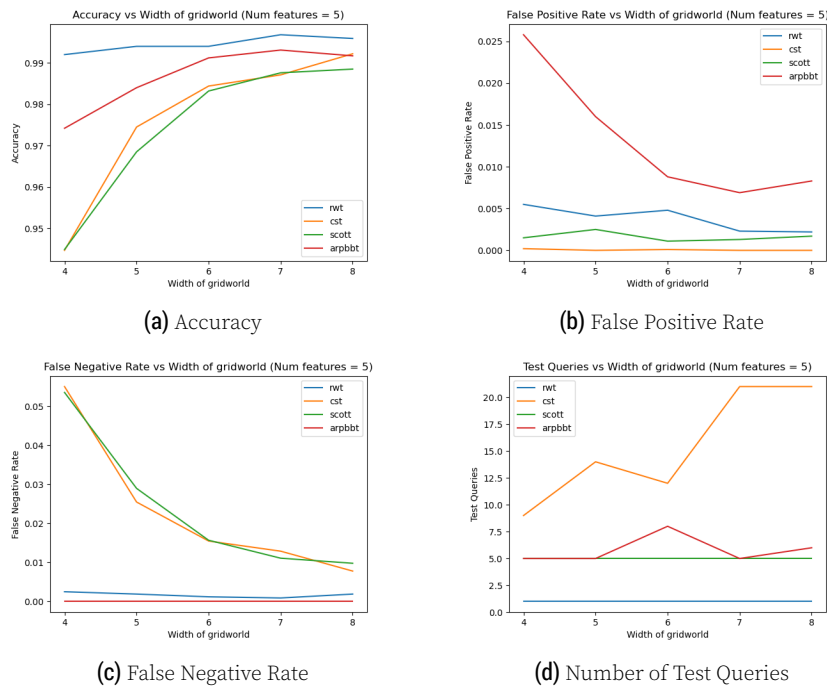 Accuracy vs Width of gridworld (Num features = 5)
0.99
0.98
0.97
0.96
0.95
Accuracy
rwt
cst
scott
arpbbt
4 5 6 7 8
Width of gridworld
(a) Accuracy
False Positive Rate vs Width of gridworld (Num features = 5)
0.025
0.020
0.015
0.010
0.005
0.000
False Positive Rate
rwt
cst
scott
arpbbt
4 5 6 7 8
Width of gridworld
(b) False Positive Rate
False Negative Rate vs Width of gridworld (Num features = 5)
0.05
0.04
0.03
0.02
0.01
0.00
False Negative Rate
rwt
cst
scott
arpbbt
4 5 6 7 8
Width of gridworld
(c) False Negative Rate
Test Queries vs Width of gridworld (Num features = 5)
20.0
17.5
15.0
12.5
10.0
7.5
5.0
2.5
0.0
Test Queries
rwt
cst
scott
arpbbt
4 5 6 7 8
Width of gridworld
(d) Number of Test Queries